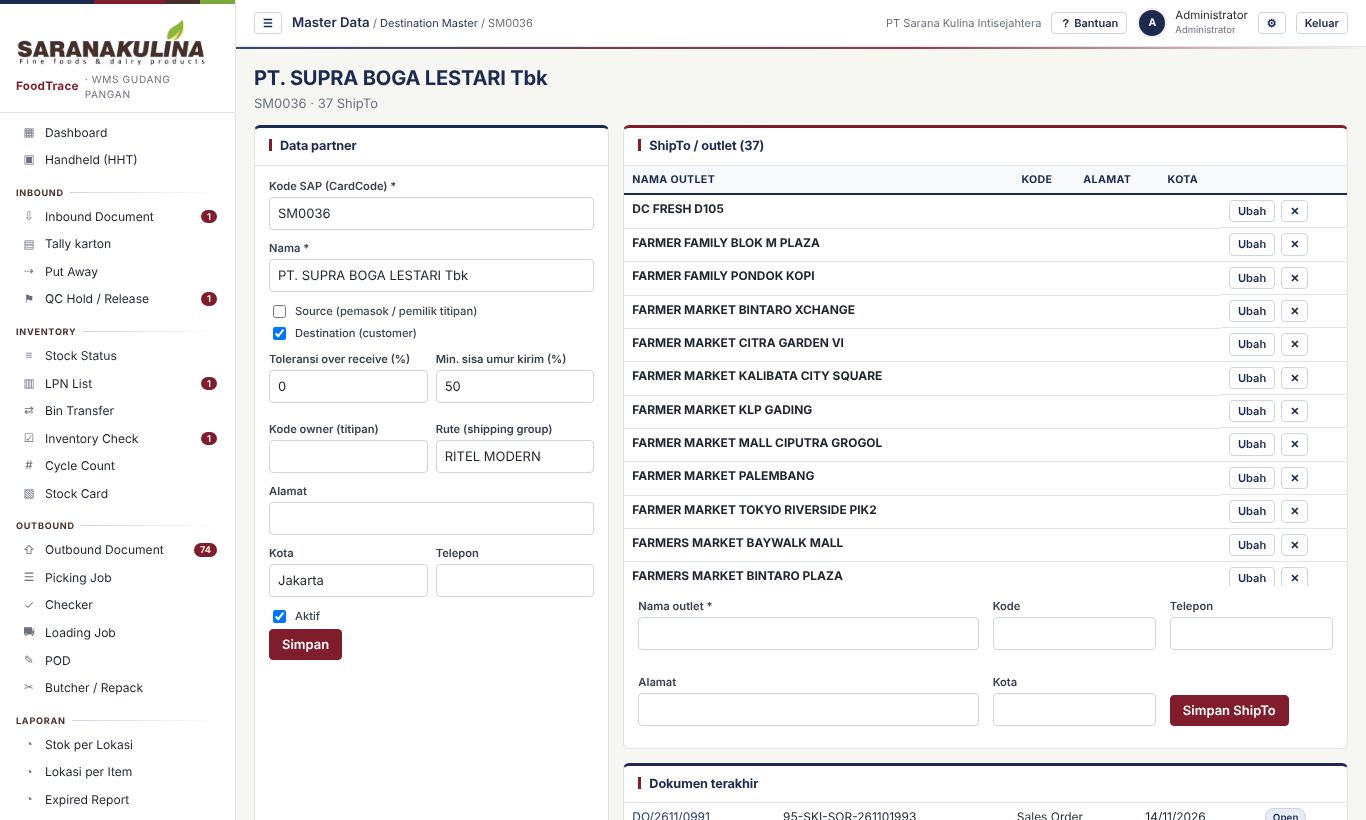 SARANAKULINA
Fine foods & dairy products
FoodTrace · WMS GUDANG PANGAN
Dashboard
Handheld (HHT)
INBOUND
Inbound Document 1
Tally karton
Put Away
QC Hold / Release 1
INVENTORY
Stock Status
LPN List 1
Bin Transfer
Inventory Check 1
# Cycle Count
Stock Card
OUTBOUND
Outbound Document 74
Picking Job
Checker
Loading Job
POD
Butcher / Repack
LAPORAN
Stok per Lokasi
Lokasi per Item
Expired Report
☰ Master Data / Destination Master / SM0036
PT Sarana Kulina Intisejahtera
? Bantuan
A
Administrator
Administrator
⚙
Keluar
PT. SUPRA BOGA LESTARI Tbk
SM0036 · 37 ShipTo
Data partner
Kode SAP (CardCode) *
SM0036
Nama *
PT. SUPRA BOGA LESTARI Tbk
Source (pemasok / pemilik titipan)
Destination (customer)
Toleransi over receive (%) Min. sisa umur kirim (%)
0 50
Kode owner (titipan) Rute (shipping group)
RITEL MODERN
Alamat
Kota Telepon
Jakarta
Aktif
Simpan
ShipTo / outlet (37)
NAMA OUTLET KODE ALAMAT KOTA
DC FRESH D105 Ubah ✕
FARMER FAMILY BLOK M PLAZA Ubah ✕
FARMER FAMILY PONDOK KOPI Ubah ✕
FARMER MARKET BINTARO XCHANGE Ubah ✕
FARMER MARKET CITRA GARDEN VI Ubah ✕
FARMER MARKET KALIBATA CITY SQUARE Ubah ✕
FARMER MARKET KLP GADING Ubah ✕
FARMER MARKET MALL CIPUTRA GROGOL Ubah ✕
FARMER MARKET PALEMBANG Ubah ✕
FARMER MARKET TOKYO RIVERSIDE PIK2 Ubah ✕
FARMERS MARKET BAYWALK MALL Ubah ✕
FARMERS MARKET BINTARO PLAZA Ubah ✕
Nama outlet * Kode Telepon
Alamat Kota
Simpan ShipTo
Dokumen terakhir
DO/2611/0991 95-SKI-SOR-261101993 Sales Order 14/11/2026 Open